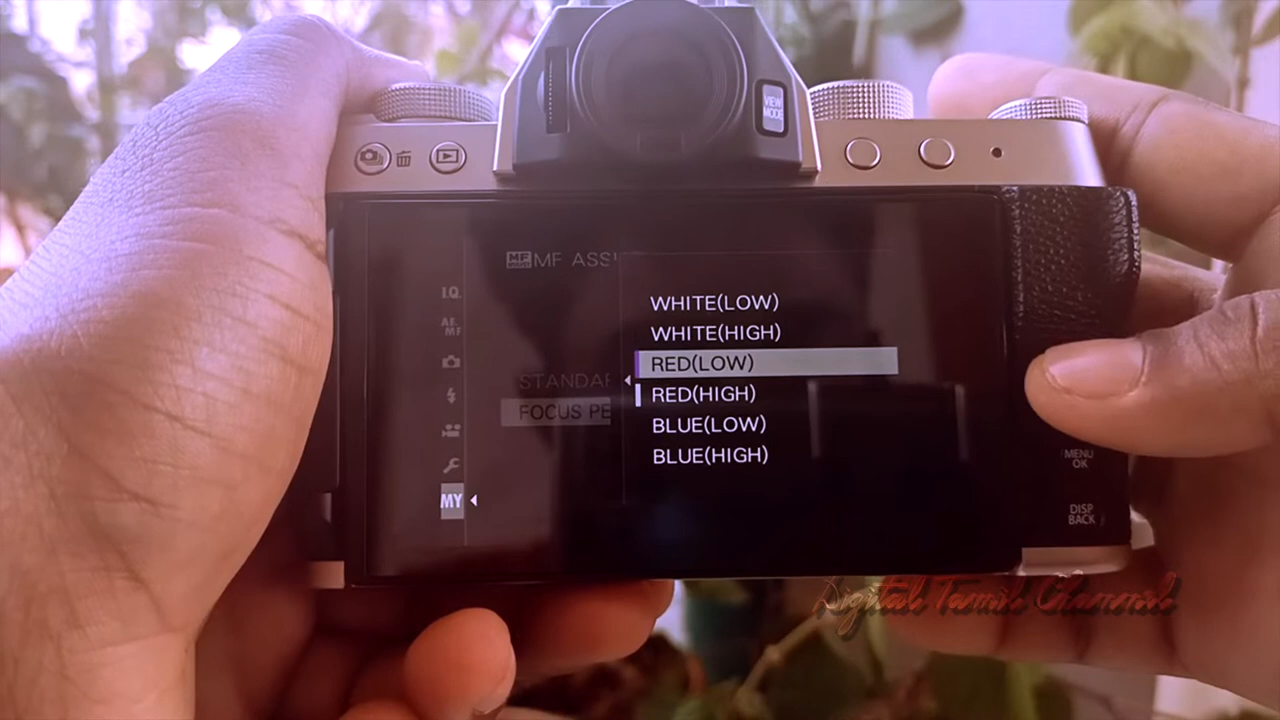 VIEW
MODE
MF
MF ASS
I.Q.
AF
MF
WHITE(LOW)
WHITE(HIGH)
RED(LOW)
STANDAR
RED(HIGH)
FOCUS PE
BLUE(LOW)
BLUE(HIGH)
MY
MENU
OK
DISP
BACK
Digital Tamil Channel